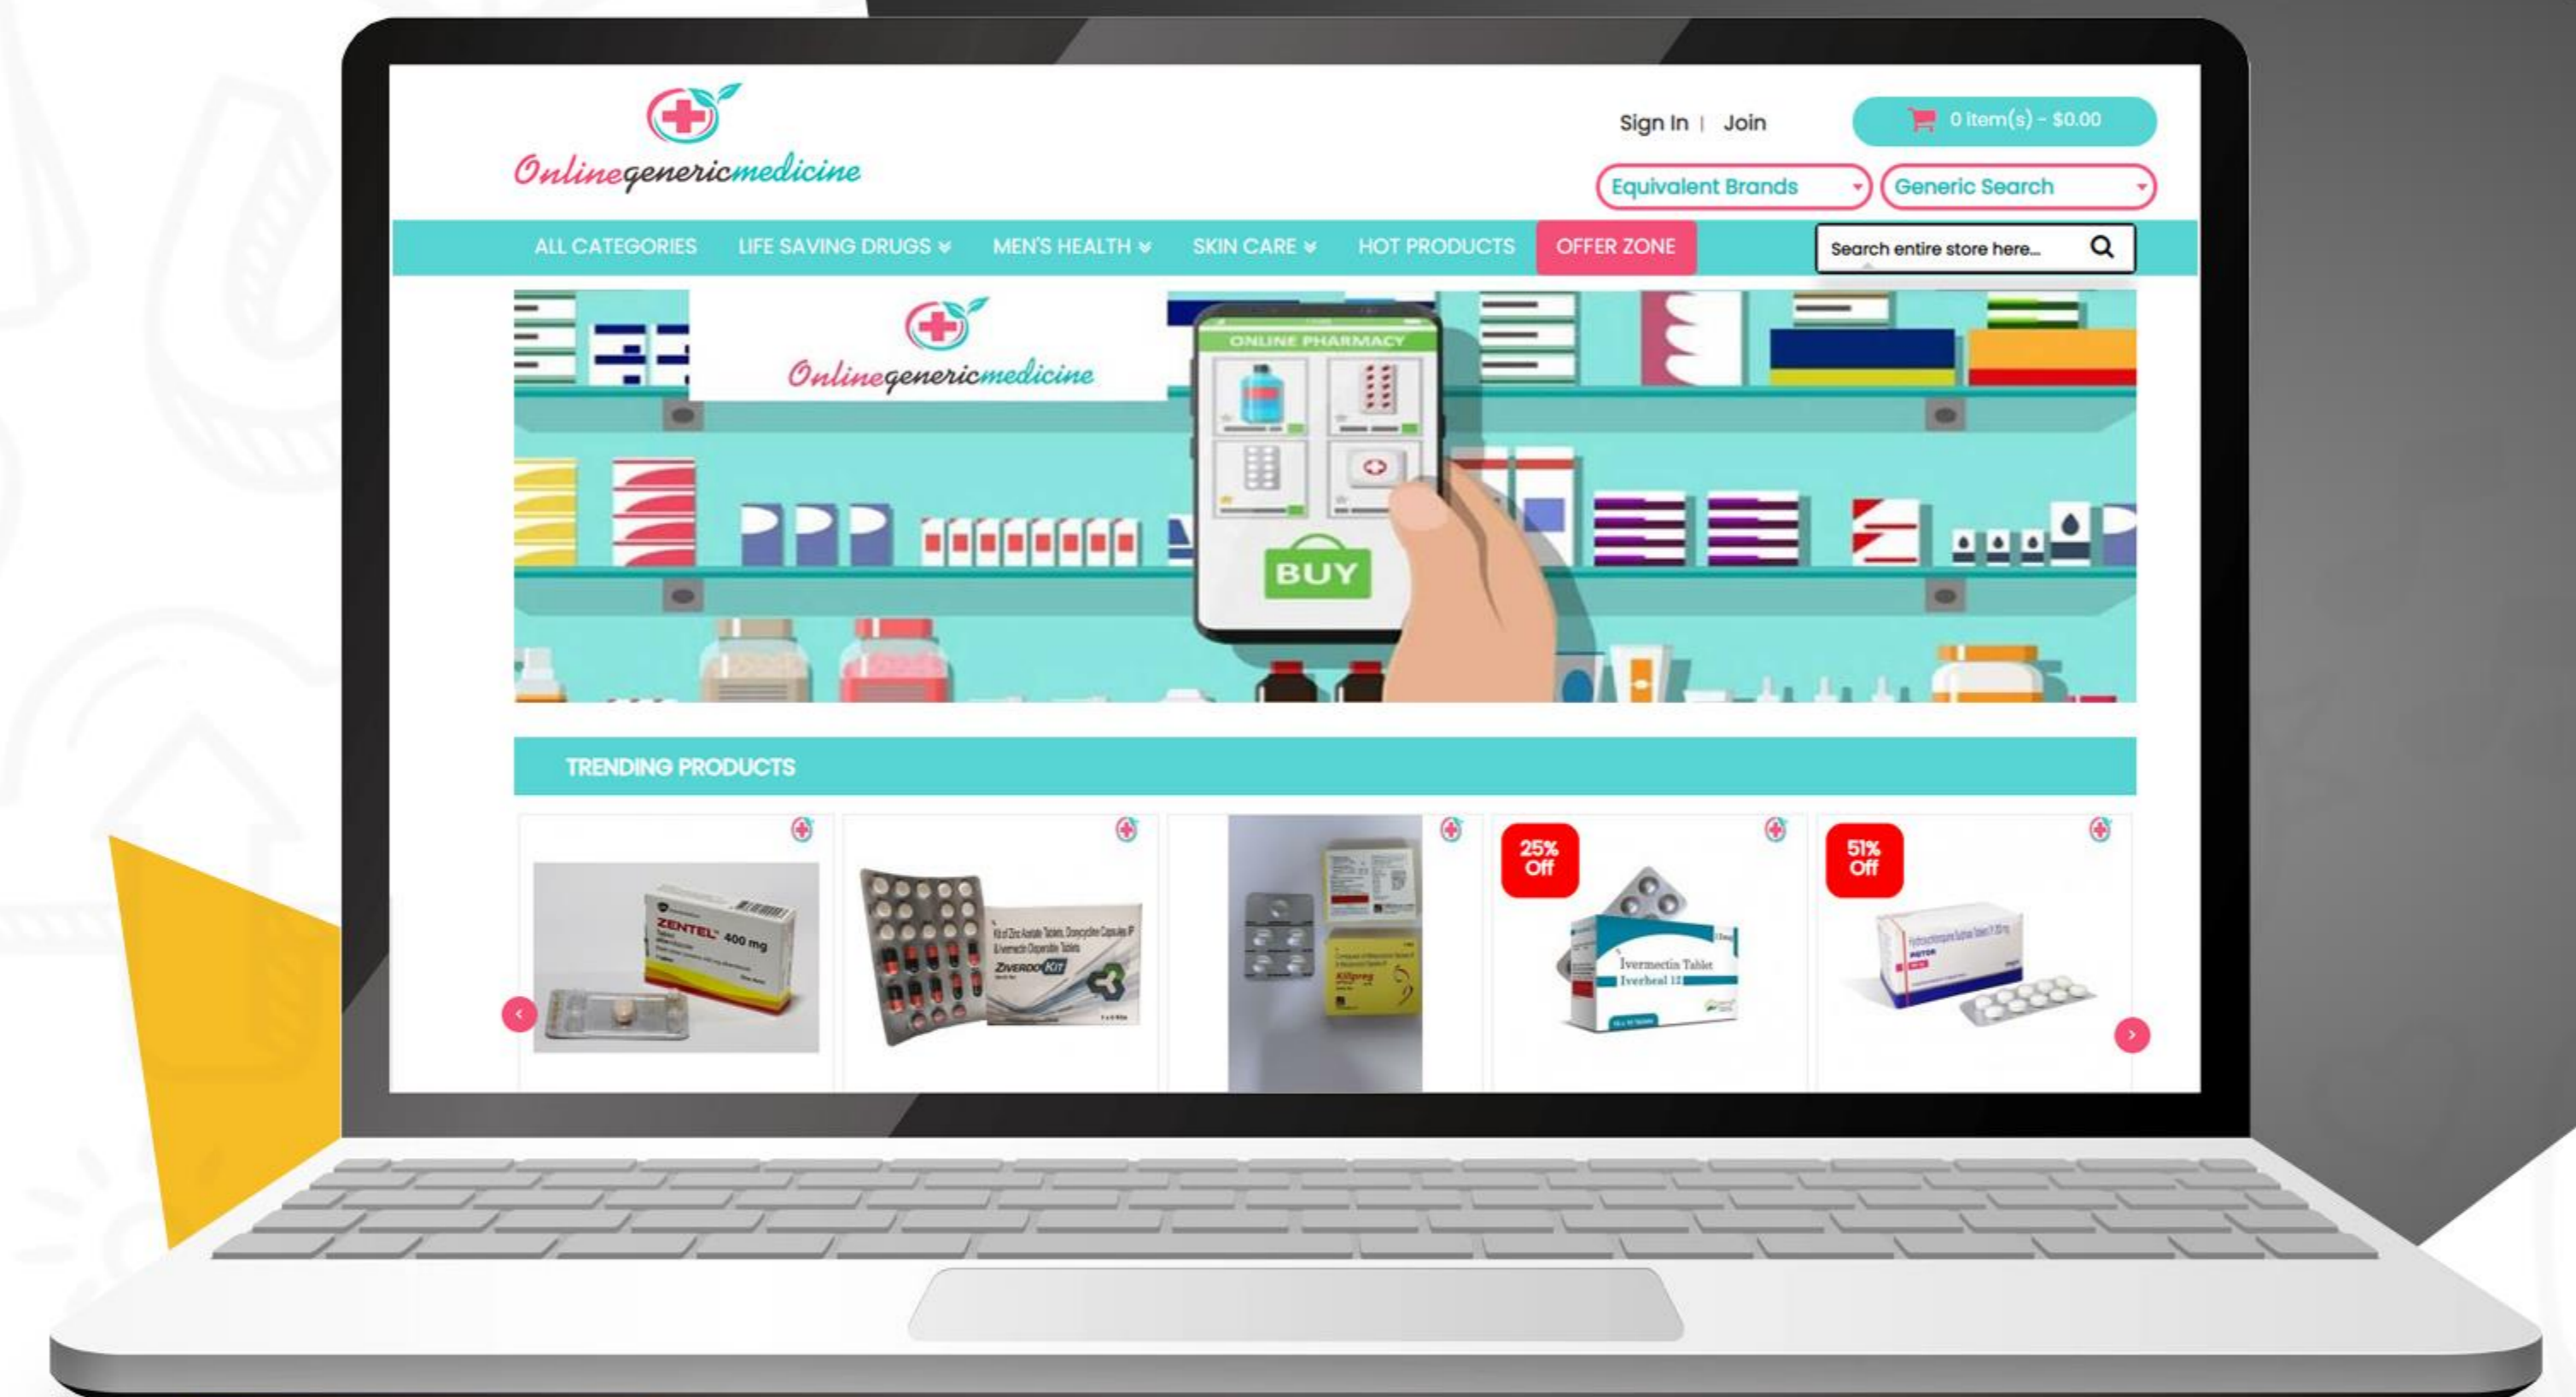 Onlinegenericmedicine
Sign In | Join
0 item(s) - $0.00
Equivalent Brands
Generic Search
ALL CATEGORIES
LIFE SAVING DRUGS
MEN'S HEALTH
SKIN CARE
HOT PRODUCTS
OFFER ZONE
Search entire store here...
Onlinegenericmedicine
ONLINE PHARMACY
BUY
TRENDING PRODUCTS
ZENTEL™ 400 mg
Kit of Zinc Acetate Tablets, Doxycycline Capsules IP
& Ivermectin Dispersible Tablets
ZIVERDO KIT
Killpreg
25%
Off
Ivermectin Tablet
Iverheal 12
51%
Off